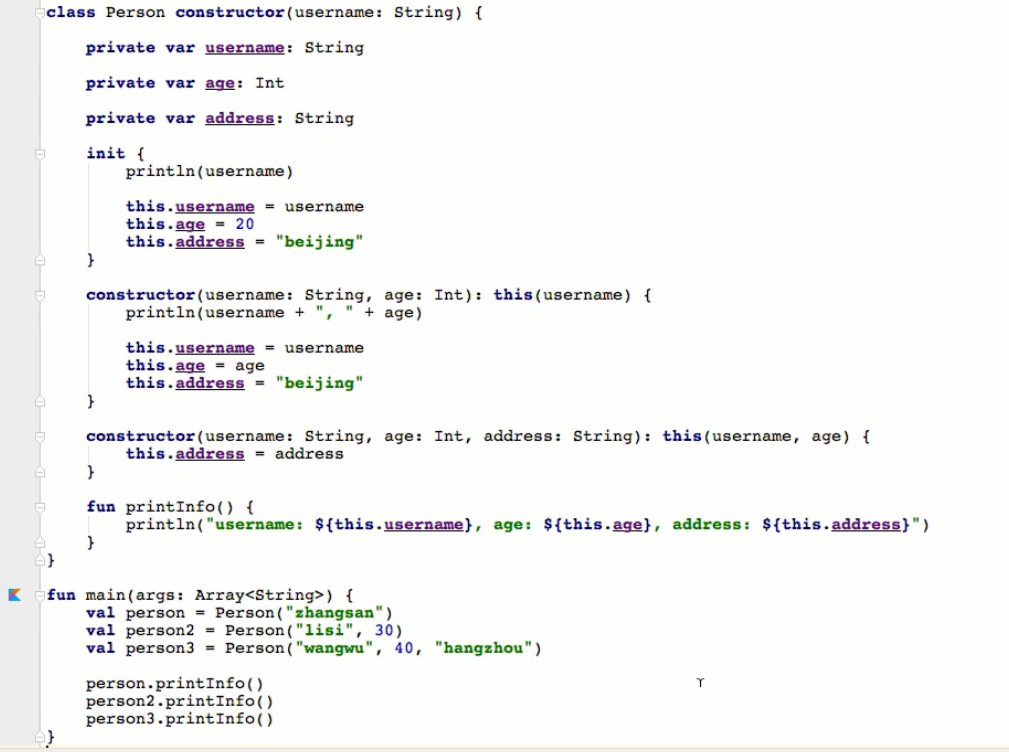 class Person constructor(username: String) {
private var username: String
private var age: Int
private var address: String
init {
println(username)
this.username = username
this.age = 20
this.address = "beijing"
}
constructor(username: String, age: Int): this(username) {
println(username + ", " + age)
this.username = username
this.age = age
this.address = "beijing"
}
constructor(username: String, age: Int, address: String): this(username, age) {
this.address = address
}
fun printInfo() {
println("username: ${this.username}, age: ${this.age}, address: ${this.address}")
}
}
fun main(args: Array<String>) {
val person = Person("zhangsan")
val person2 = Person("lisi", 30)
val person3 = Person("wangwu", 40, "hangzhou")
person.printInfo()
person2.printInfo()
person3.printInfo()
}